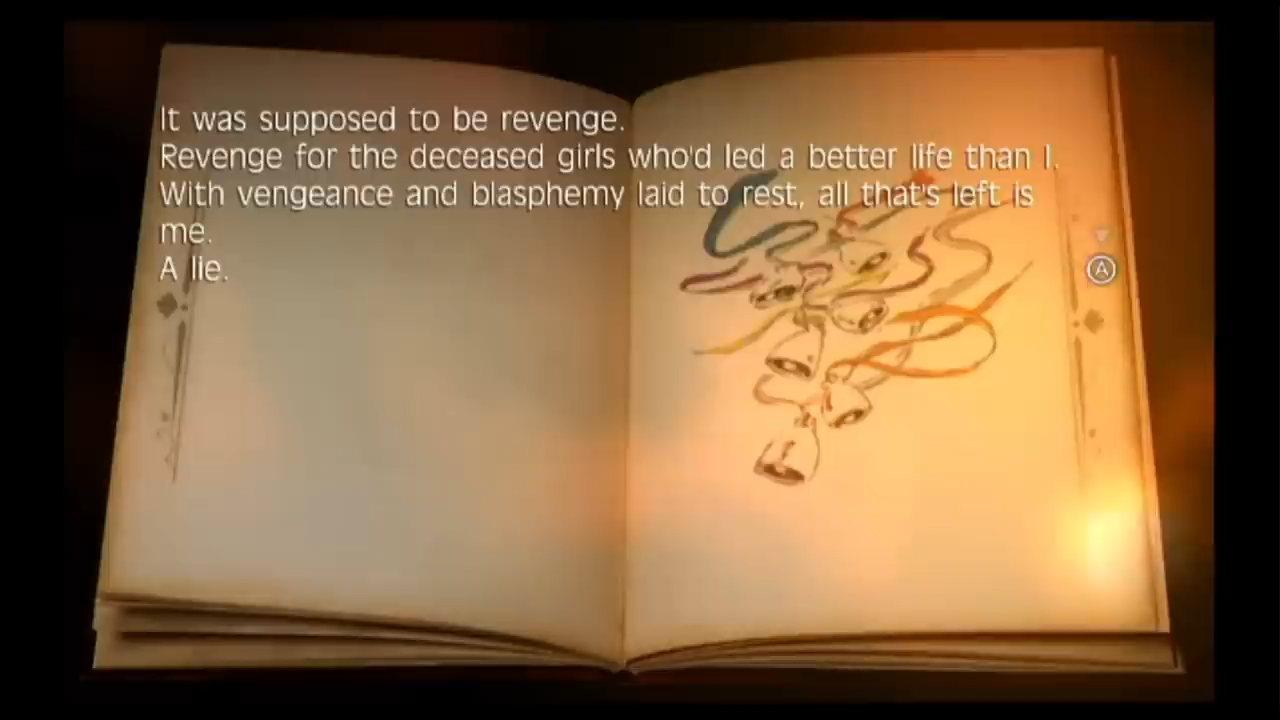 It was supposed to be revenge.
Revenge for the deceased girls who'd led a better life than I.
With vengeance and blasphemy laid to rest, all that's left is
me.
A lie.
A